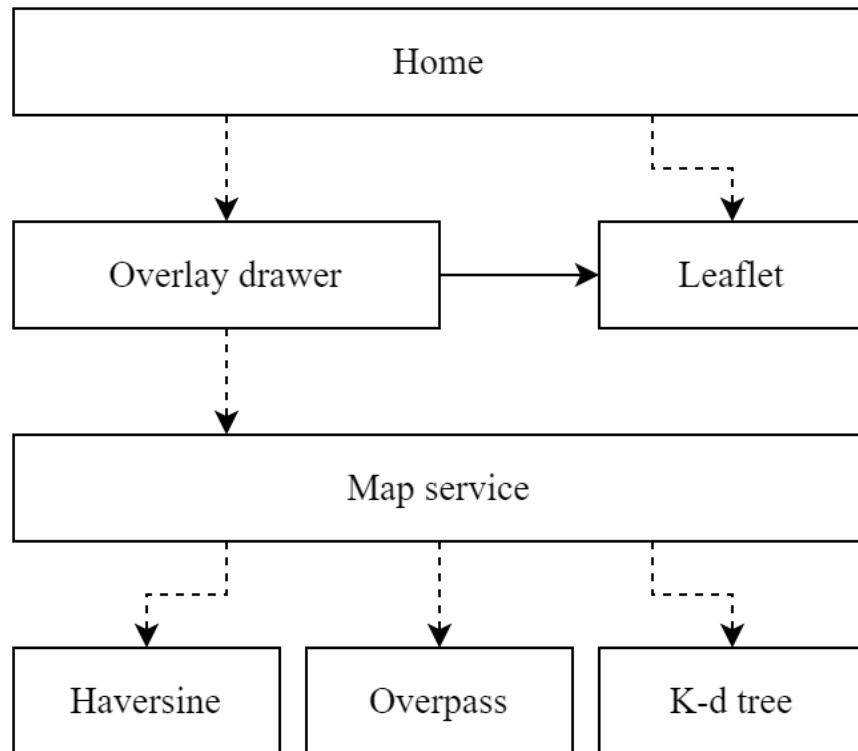 Home
Overlay drawer
Leaflet
Map service
Haversine
Overpass
K-d tree